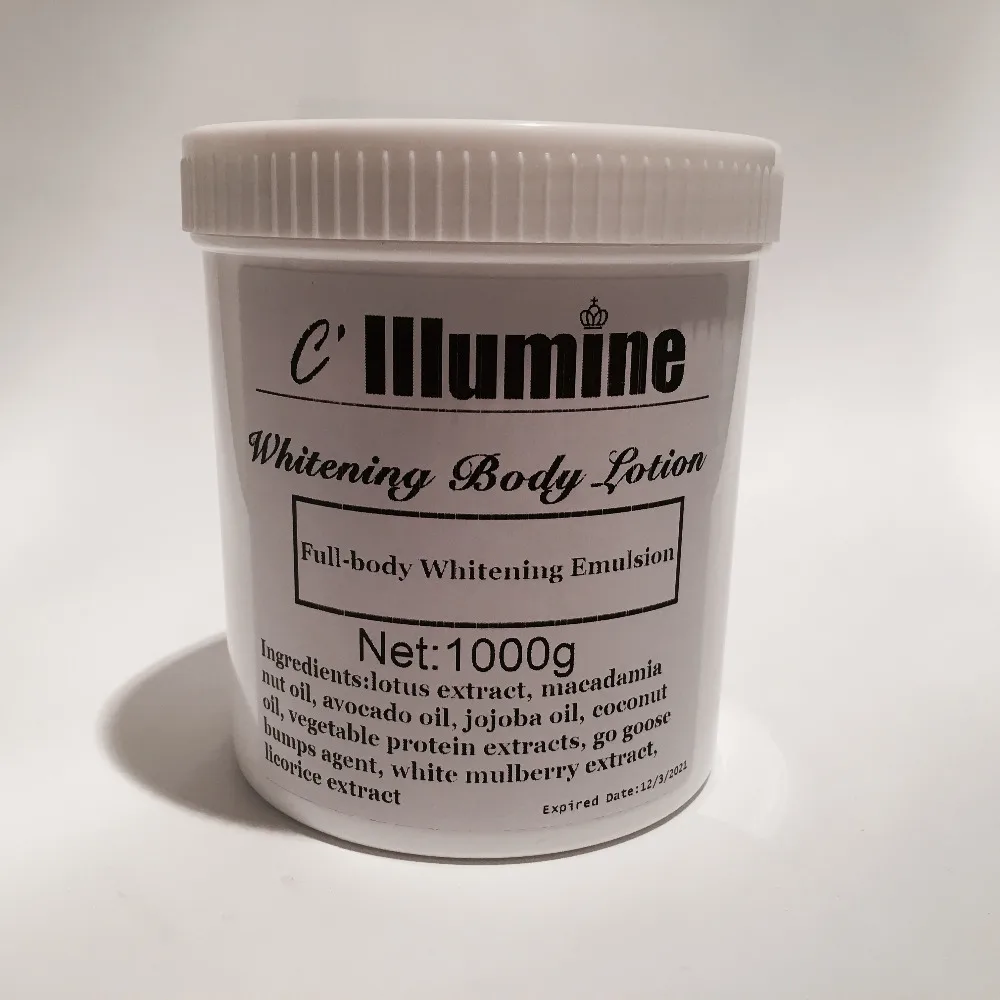 C' Illumine
Whitening Body Lotion
Full-body Whitening Emulsion
Net:1000g
Ingredients:lotus extract, macadamia
nut oil, avocado oil, jojoba oil, coconut
oil, vegetable protein extracts, go goose
bumps agent, white mulberry extract,
licorice extract
Expired Date:12/3/2021